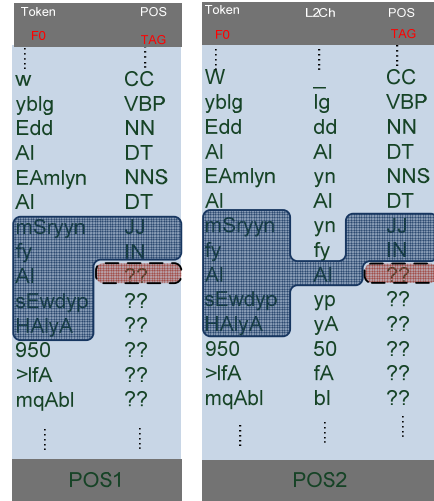 Token POS
F0 TAG
w CC
yblg VBP
Edd NN
Al DT
EAmlyn NNS
Al DT
mSryyn JJ
fy IN
Al ??
sEwdyp ??
HAlyA ??
950 ??
>lfA ??
mqAbl ??
POS1
Token L2Ch POS
F0 TAG
W _ CC
yblg lg VBP
Edd dd NN
Al Al DT
EAmlyn yn NNS
Al Al DT
mSryyn yn JJ
fy fy IN
Al Al ??
sEwdyp yp ??
HAlyA yA ??
950 50 ??
>lfA fA ??
mqAbl bl ??
POS2